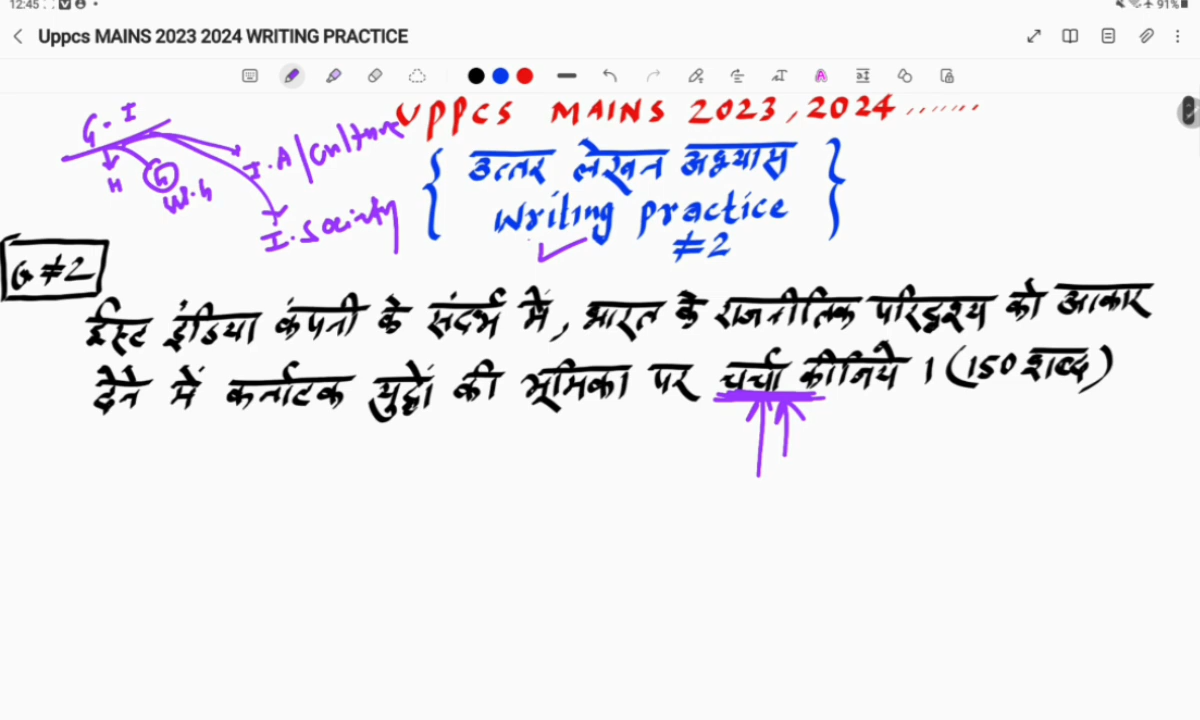 12:45
91%
Uppcs MAINS 2023 2024 WRITING PRACTICE
UPPCS MAINS 2023, 2024.......
G.I
I.A/Culture
H
G
W.h
I.Society
{ उत्तर लेखन अभ्यास }
Writing practice
#2
Q#2
ईस्ट इंडिया कंपनी के संदर्भ में, भारत के राजनीतिक परिदृश्य को आकार
देने में कर्नाटक युद्धों की भूमिका पर चर्चा कीजिये । (150 शब्द)